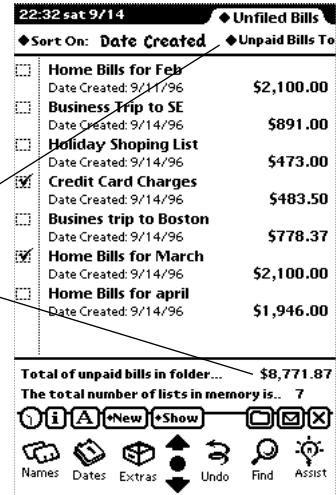 22:32 sat 9/14 ◆Unfiled Bills
◆Sort On: Date Created ◆Unpaid Bills To
Home Bills for Feb
Date Created: 9/11/96 $2,100.00
Business Trip to SE
Date Created: 9/14/96 $891.00
Holiday Shoping List
Date Created: 9/14/96 $473.00
Credit Card Charges
Date Created: 9/14/96 $483.50
Busines trip to Boston
Date Created: 9/14/96 $778.37
Home Bills for March
Date Created: 9/14/96 $2,100.00
Home Bills for april
Date Created: 9/14/96 $1,946.00
Total of unpaid bills in folder... $8,771.87
The total number of lists in memory is.. 7
i A ◆New ◆Show X
Names Dates Extras Undo Find Assist